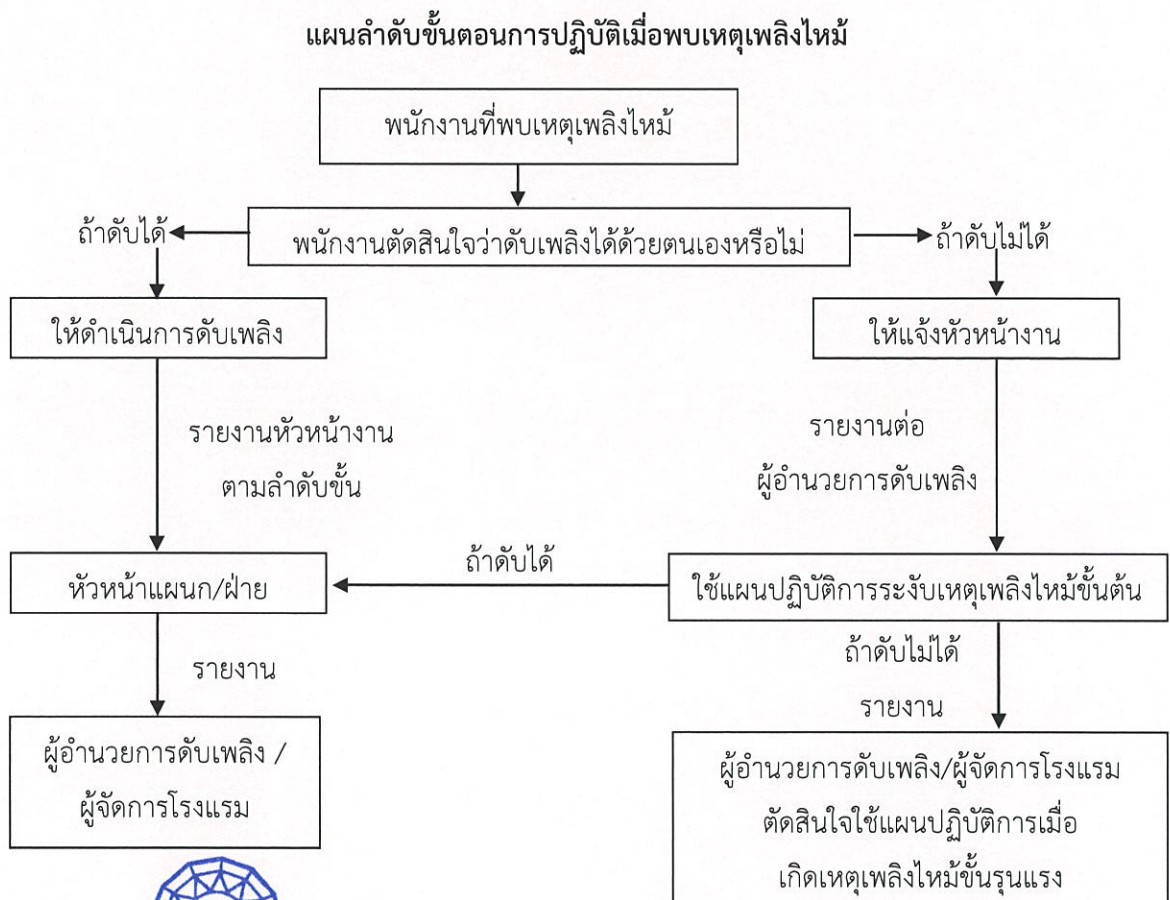 แผนลำดับขั้นตอนการปฏิบัติเมื่อพบเหตุเพลิงไหม้
พนักงานที่พบเหตุเพลิงไหม้
ถ้าดับได้
พนักงานตัดสินใจว่าดับเพลิงได้ด้วยตนเองหรือไม่
ถ้าดับไม่ได้
ให้ดำเนินการดับเพลิง
ให้แจ้งหัวหน้างาน
รายงานหัวหน้างาน
ตามลำดับขั้น
รายงานต่อ
ผู้อำนวยการดับเพลิง
หัวหน้าแผนก/ฝ่าย
ถ้าดับได้
ใช้แผนปฏิบัติการระงับเหตุเพลิงไหม้ขั้นต้น
รายงาน
ถ้าดับไม่ได้
รายงาน
ผู้อำนวยการดับเพลิง /
ผู้จัดการโรงแรม
ผู้อำนวยการดับเพลิง/ผู้จัดการโรงแรม
ตัดสินใจใช้แผนปฏิบัติการเมื่อ
เกิดเหตุเพลิงไหม้ขั้นรุนแรง